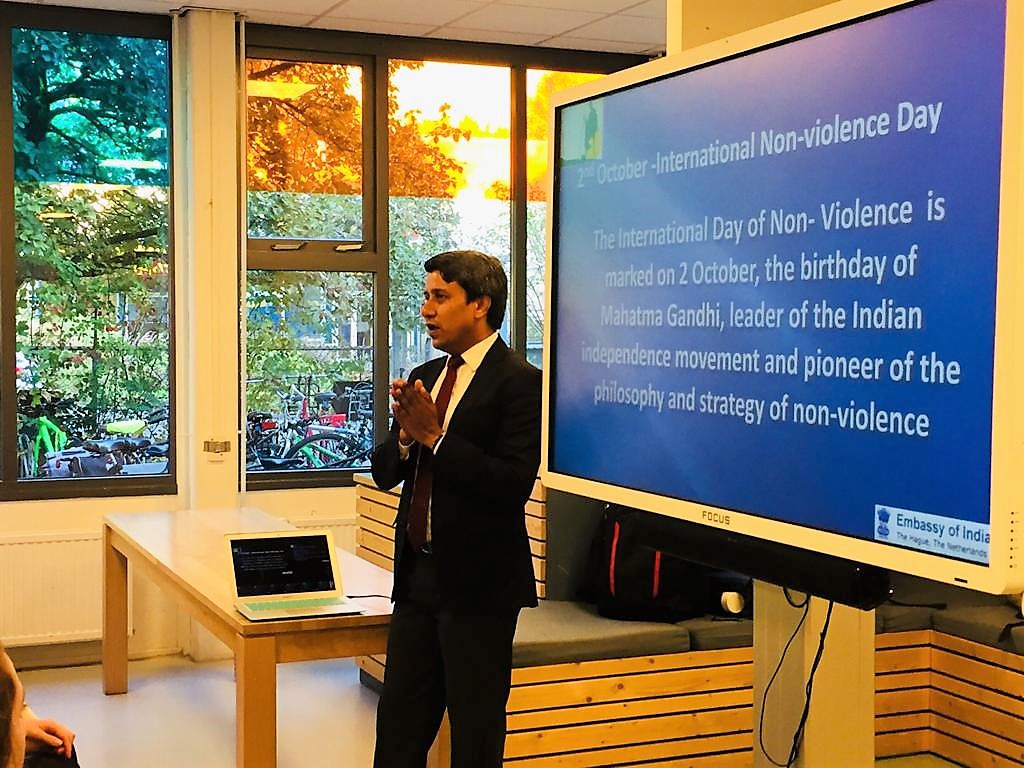 2nd October -International Non-violence Day
The International Day of Non- Violence is
marked on 2 October, the birthday of
Mahatma Gandhi, leader of the Indian
independence movement and pioneer of the
philosophy and strategy of non-violence
Embassy of India
The Hague, The Netherlands
FOCUS